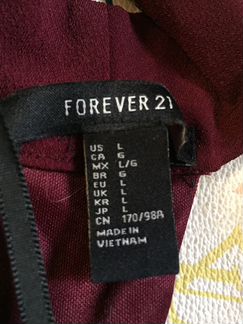 FOREVER 21
US L
CA G
MX L/G
BR G
EU L
UK L
KR L
JP L
CN 170/98A
MADE IN
VIETNAM